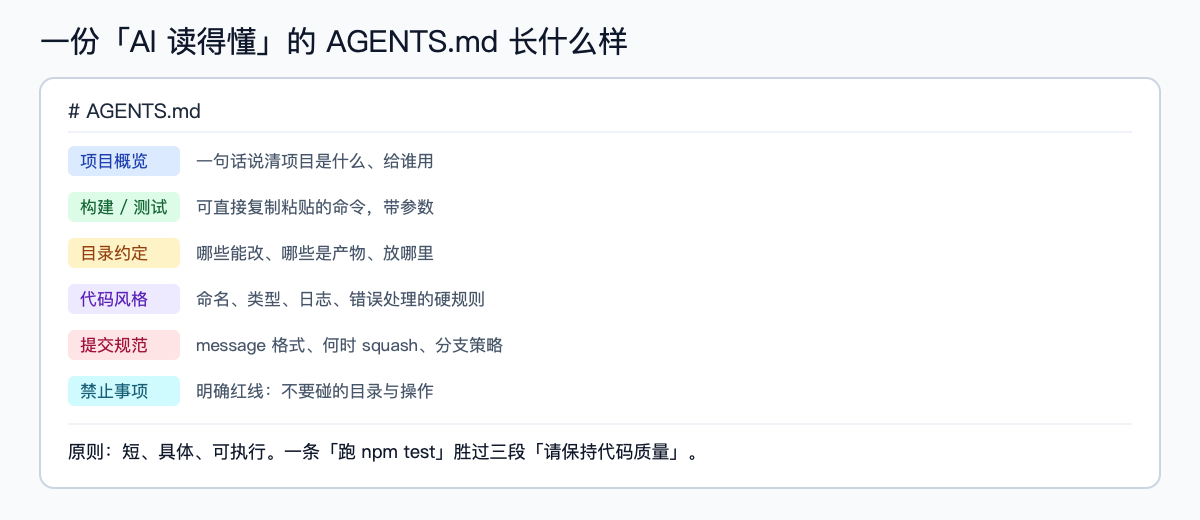 一份「AI 读得懂」的 AGENTS.md 长什么样
# AGENTS.md
项目概览 一句话说清项目是什么、给谁用
构建 / 测试 可直接复制粘贴的命令，带参数
目录约定 哪些能改、哪些是产物、放哪里
代码风格 命名、类型、日志、错误处理的硬规则
提交规范 message 格式、何时 squash、分支策略
禁止事项 明确红线：不要碰的目录与操作
原则：短、具体、可执行。一条「跑 npm test」胜过三段「请保持代码质量」。